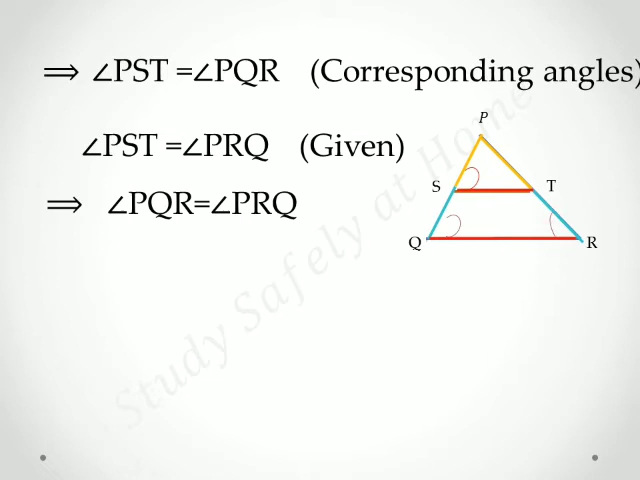 ⟹ ∠PST =∠PQR (Corresponding angles)
∠PST =∠PRQ (Given)
⟹ ∠PQR=∠PRQ
P
S T
Q R
Study Safely at Home